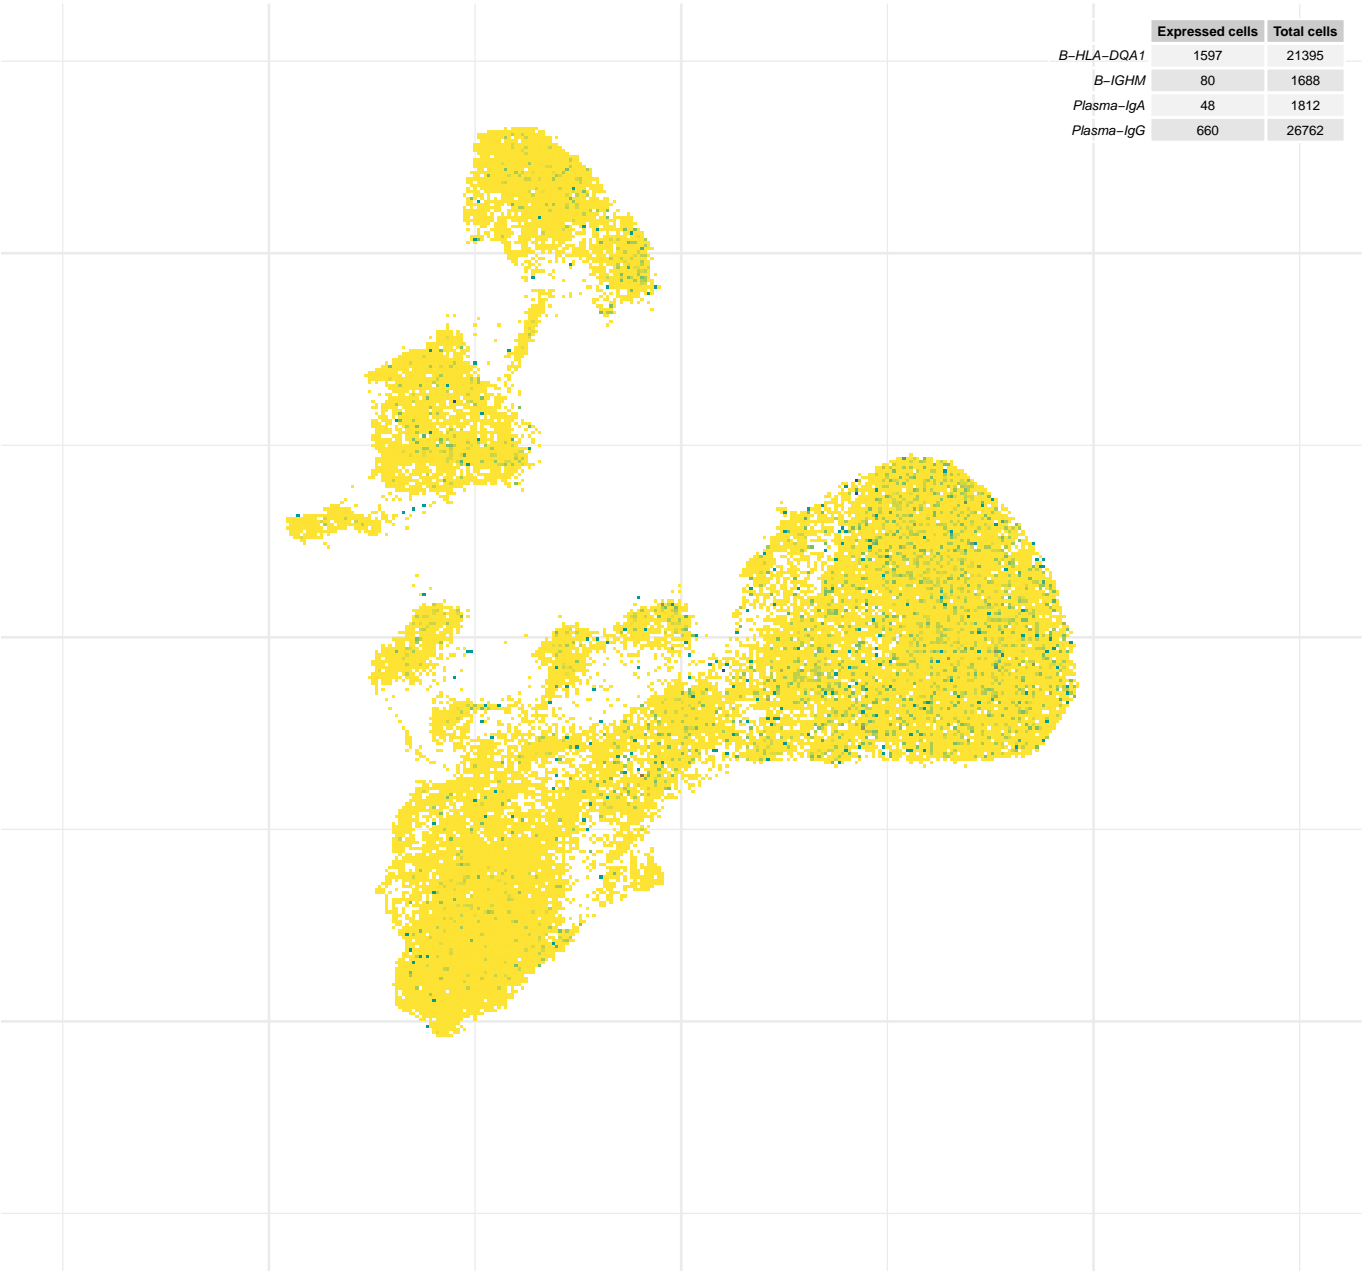 Expressed cells Total cells
B−HLA−DQA1 1597 21395
B−IGHM 80 1688
Plasma−IgA 48 1812
Plasma−IgG 660 26762